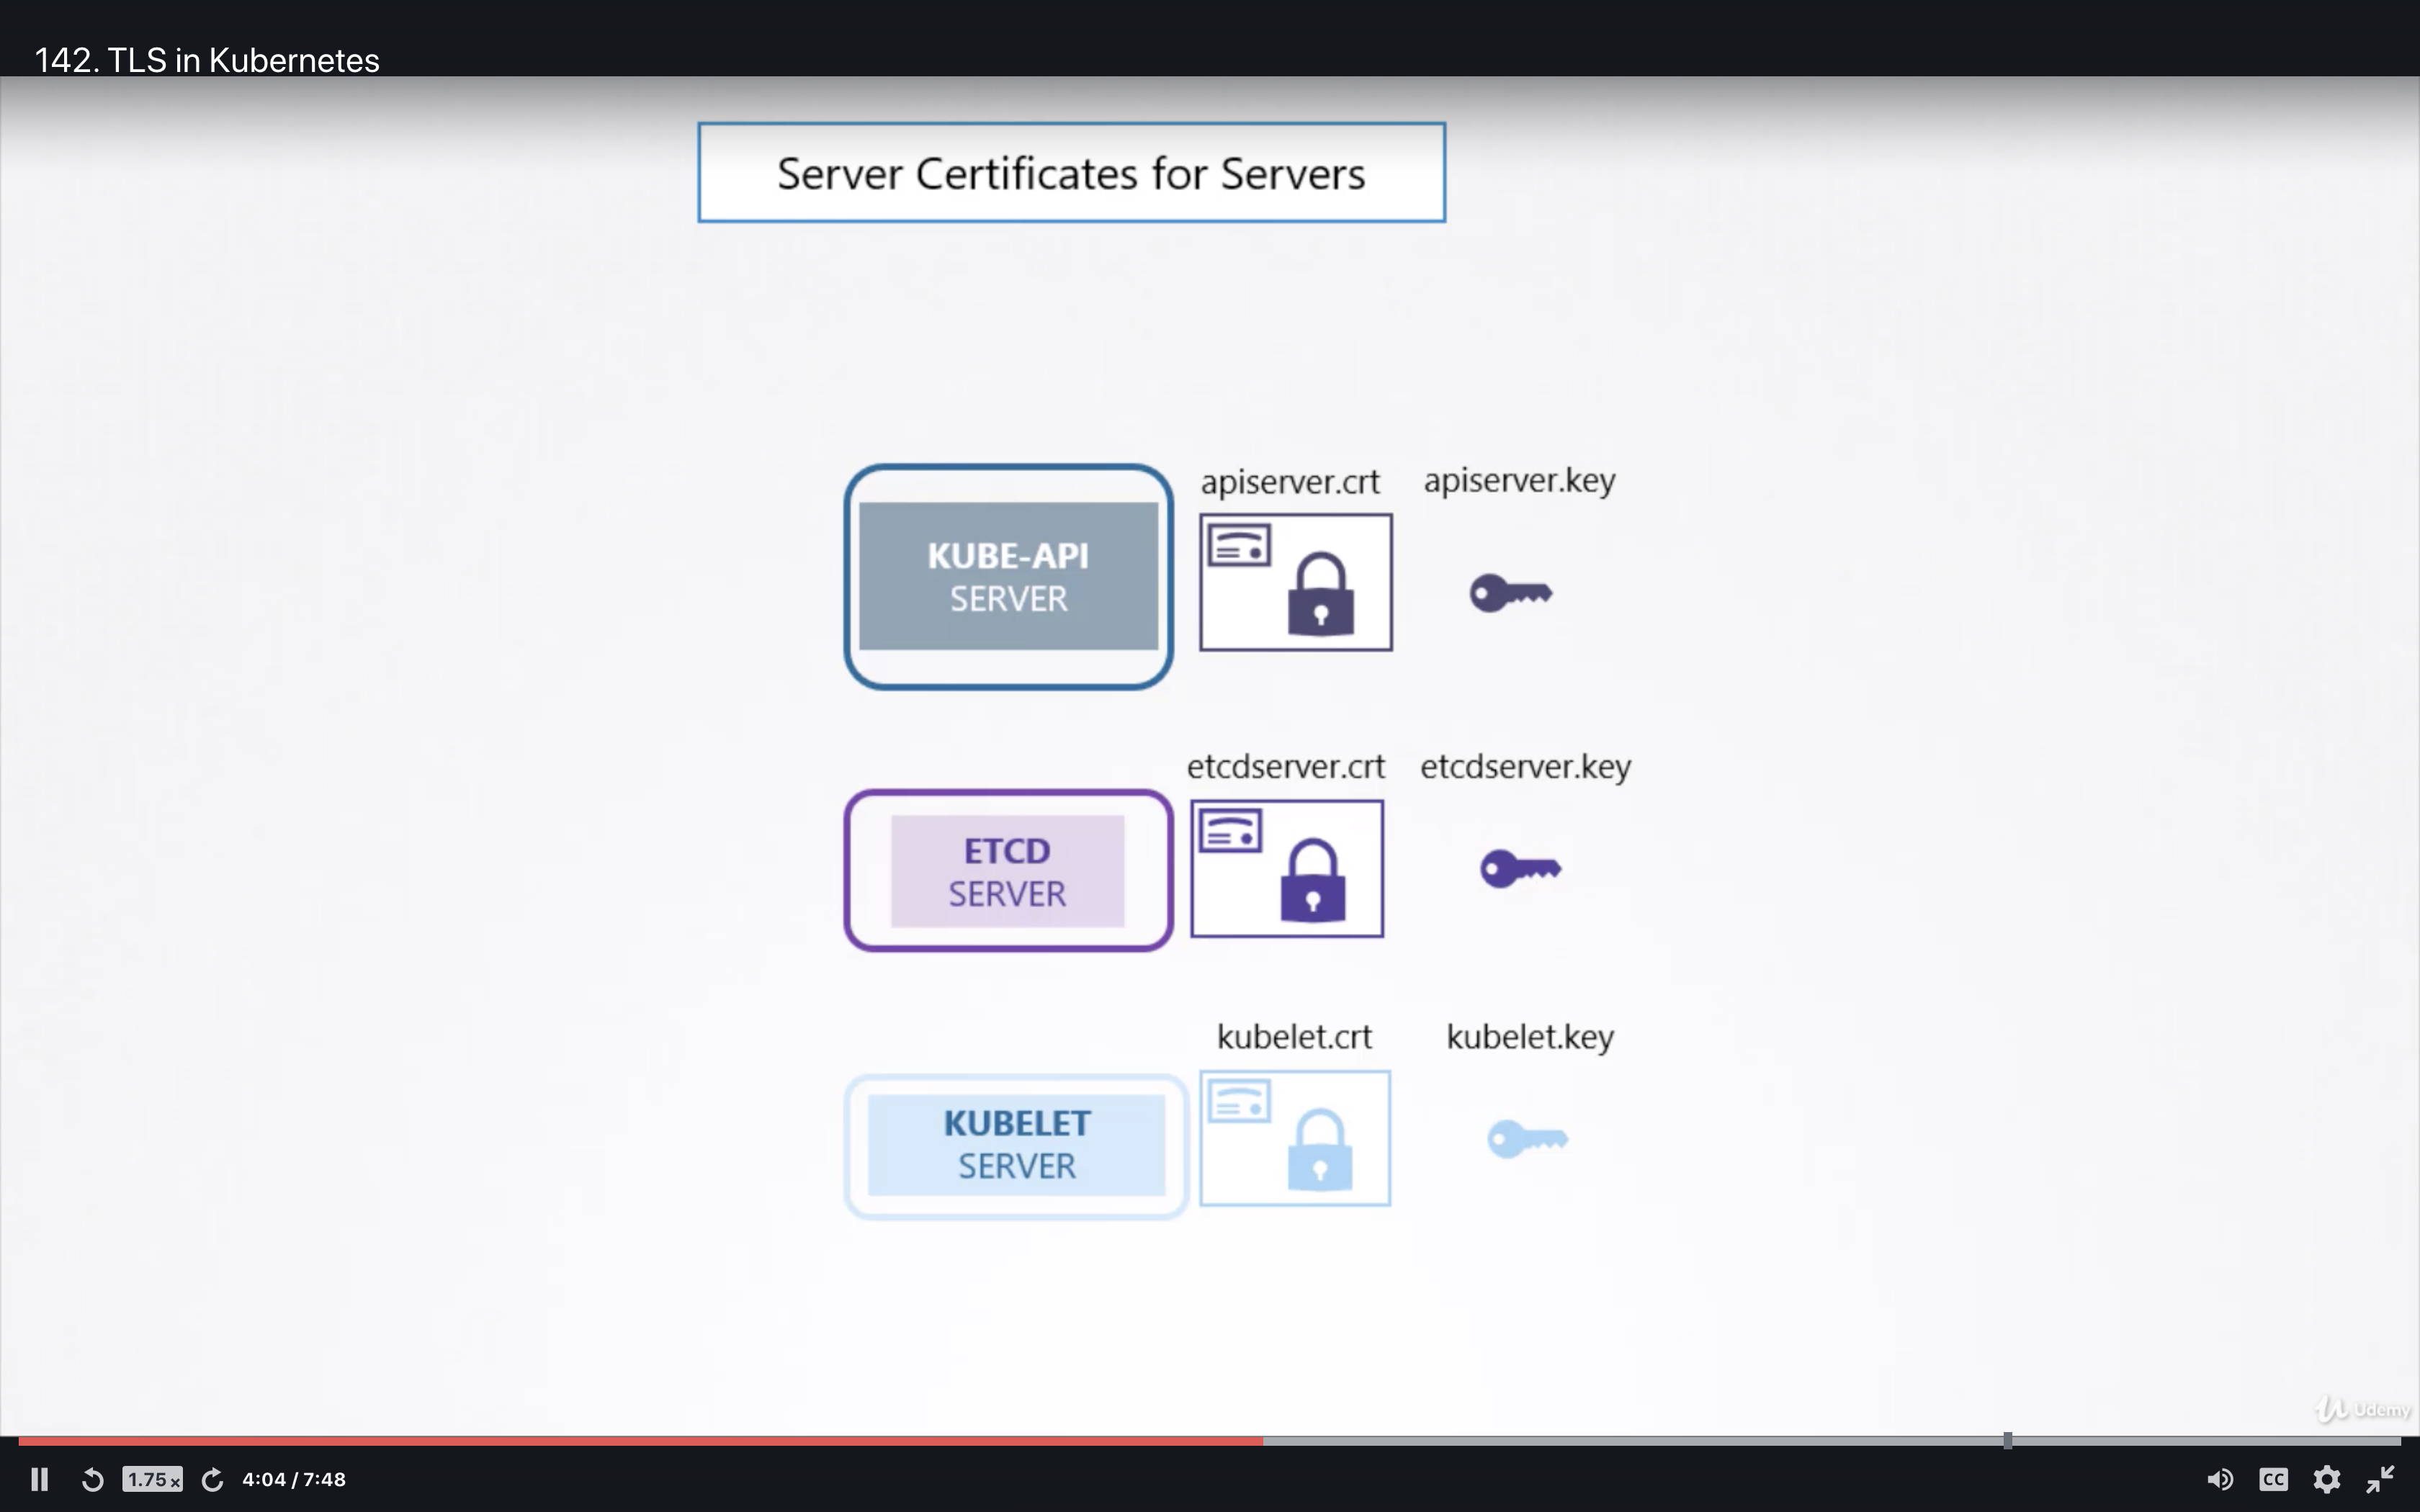 142. TLS in Kubernetes
Server Certificates for Servers
apiserver.crt apiserver.key
KUBE-API
SERVER
etcdserver.crt etcdserver.key
ETCD
SERVER
kubelet.crt kubelet.key
KUBELET
SERVER
Udemy
1.75x 4:04 / 7:48 CC